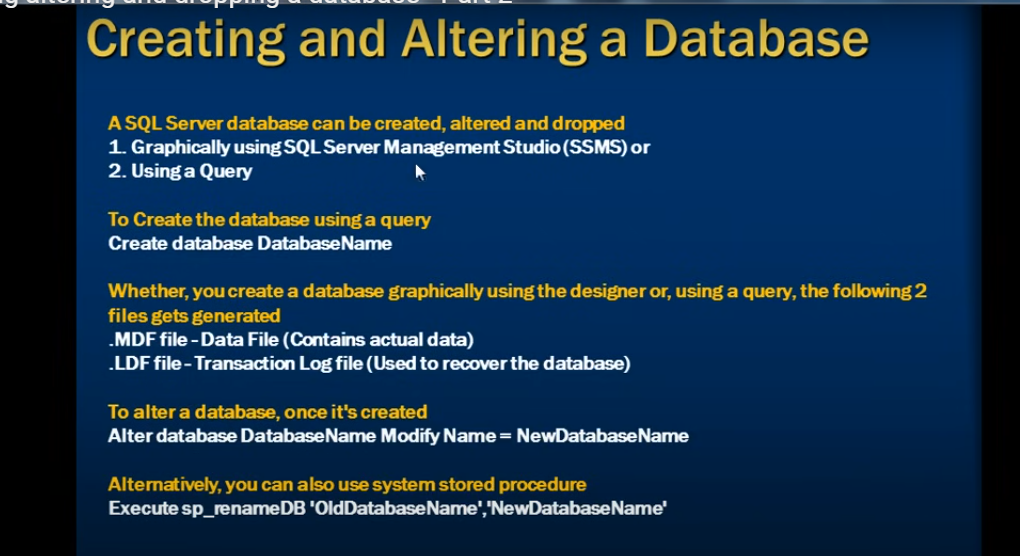 altering and dropping a database - Part 2
Creating and Altering a Database
A SQL Server database can be created, altered and dropped
1. Graphically using SQL Server Management Studio (SSMS) or
2. Using a Query
To Create the database using a query
Create database DatabaseName
Whether, you create a database graphically using the designer or, using a query, the following 2
files gets generated
.MDF file - Data File (Contains actual data)
.LDF file - Transaction Log file (Used to recover the database)
To alter a database, once it's created
Alter database DatabaseName Modify Name = NewDatabaseName
Alternatively, you can also use system stored procedure
Execute sp_renameDB 'OldDatabaseName','NewDatabaseName'